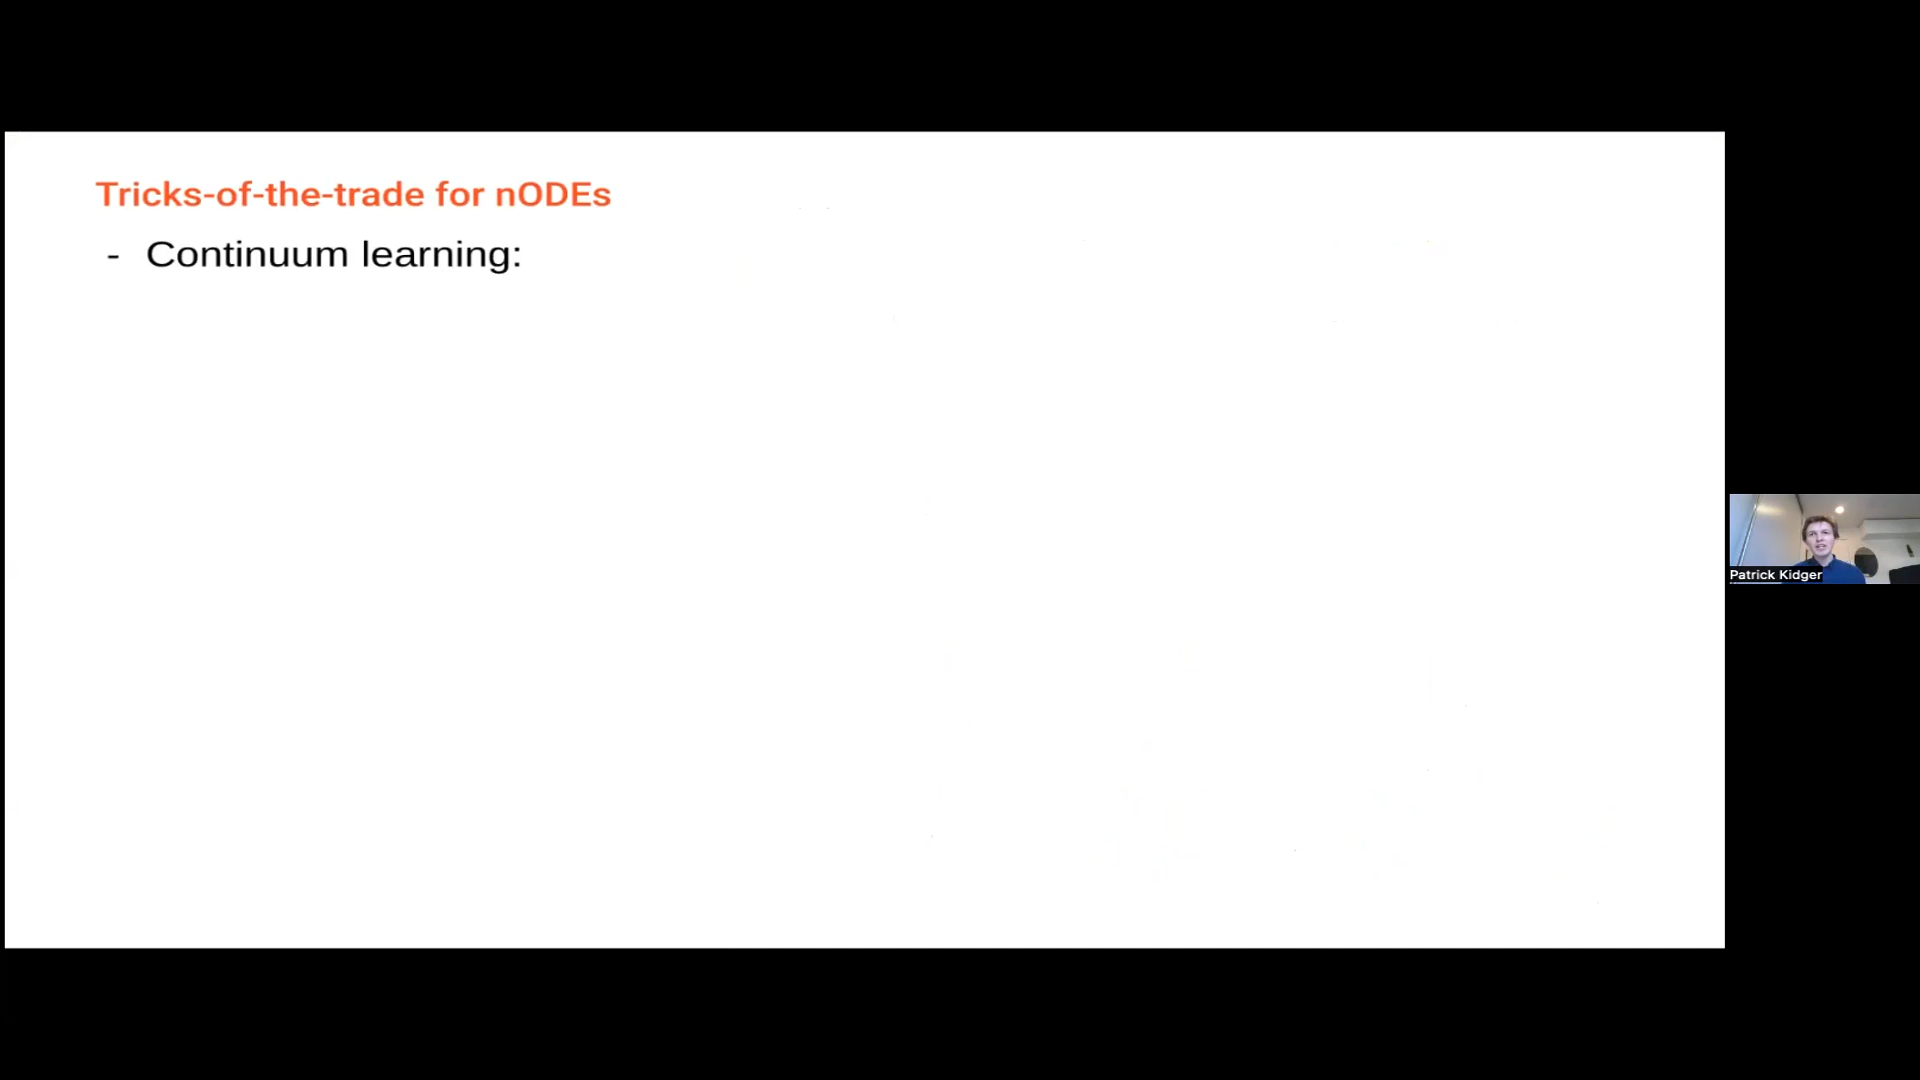 Tricks-of-the-trade for nODEs
- Continuum learning:
Patrick Kidger